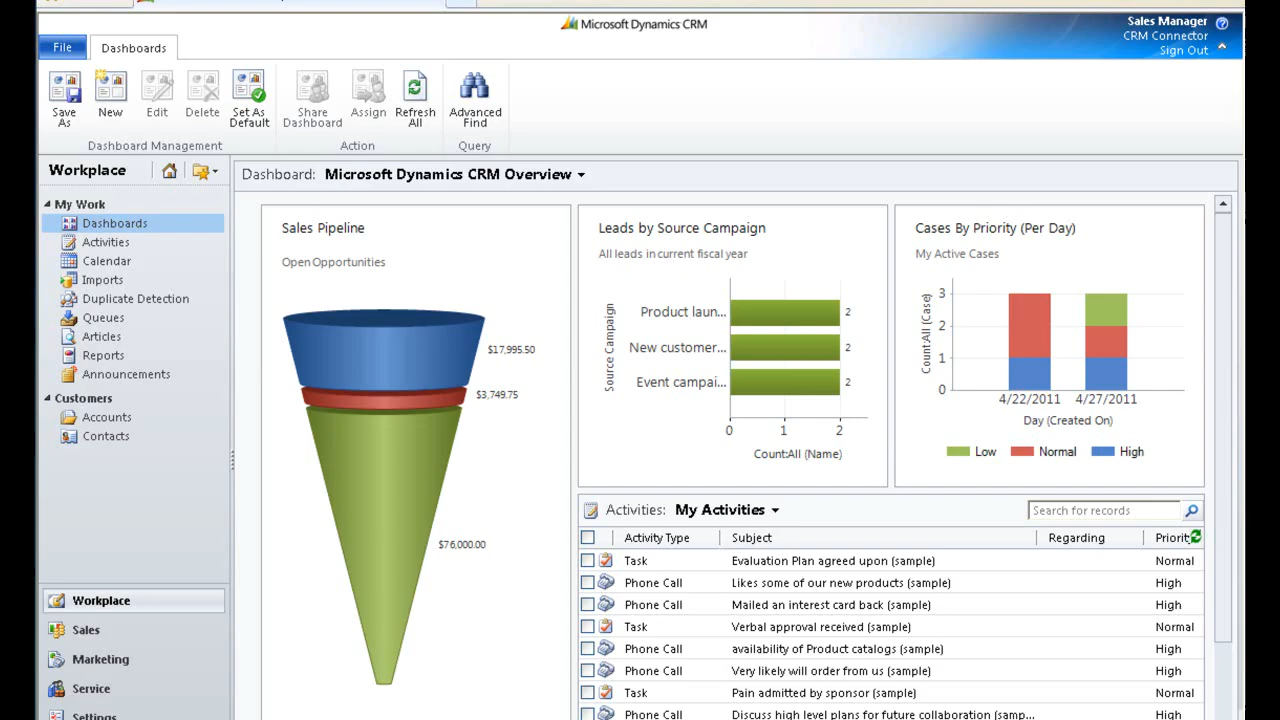 Microsoft Dynamics CRM
Sales Manager
CRM Connector
Sign Out
File
Dashboards
Save As
New
Edit
Delete
Set As Default
Share Dashboard
Assign
Refresh All
Advanced Find
Dashboard Management
Action
Query
Workplace
My Work
Dashboards
Activities
Calendar
Imports
Duplicate Detection
Queues
Articles
Reports
Announcements
Customers
Accounts
Contacts
Workplace
Sales
Marketing
Service
Settings
Dashboard: Microsoft Dynamics CRM Overview
Sales Pipeline
Open Opportunities
$17,995.50
$3,749.75
$76,000.00
Leads by Source Campaign
All leads in current fiscal year
Source Campaign
Product laun... 2
New customer... 2
Event campai... 2
0 1 2
Count:All (Name)
Cases By Priority (Per Day)
My Active Cases
Count:All (Case)
3
2
1
0
4/22/2011 4/27/2011
Day (Created On)
Low Normal High
Activities: My Activities
Search for records
Activity Type Subject Regarding Priority
Task Evaluation Plan agreed upon (sample) Normal
Phone Call Likes some of our new products (sample) High
Phone Call Mailed an interest card back (sample) High
Task Verbal approval received (sample) Normal
Phone Call availability of Product catalogs (sample) High
Phone Call Very likely will order from us (sample) High
Task Pain admitted by sponsor (sample) Normal
Phone Call Discuss high level plans for future collaboration (sam... High